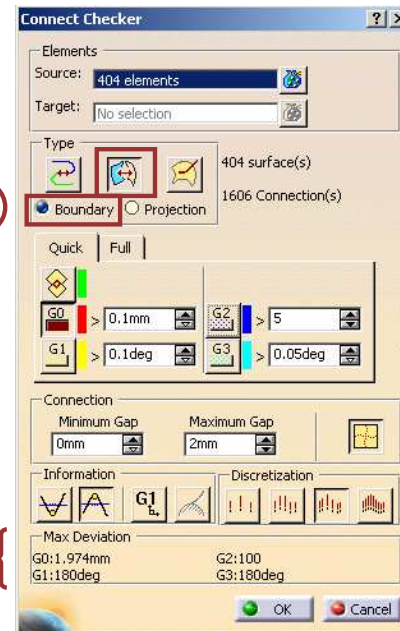 Connect Checker
Elements
Source: 404 elements
Target: No selection
Type
404 surface(s)
1606 Connection(s)
Boundary Projection
Quick Full
G0 > 0.1mm G2 > 5
G1 > 0.1deg G3 > 0.05deg
Connection
Minimum Gap Maximum Gap
0mm 2mm
Information Discretization
G1
Max Deviation
G0:1.974mm G2:100
G1:180deg G3:180deg
OK Cancel